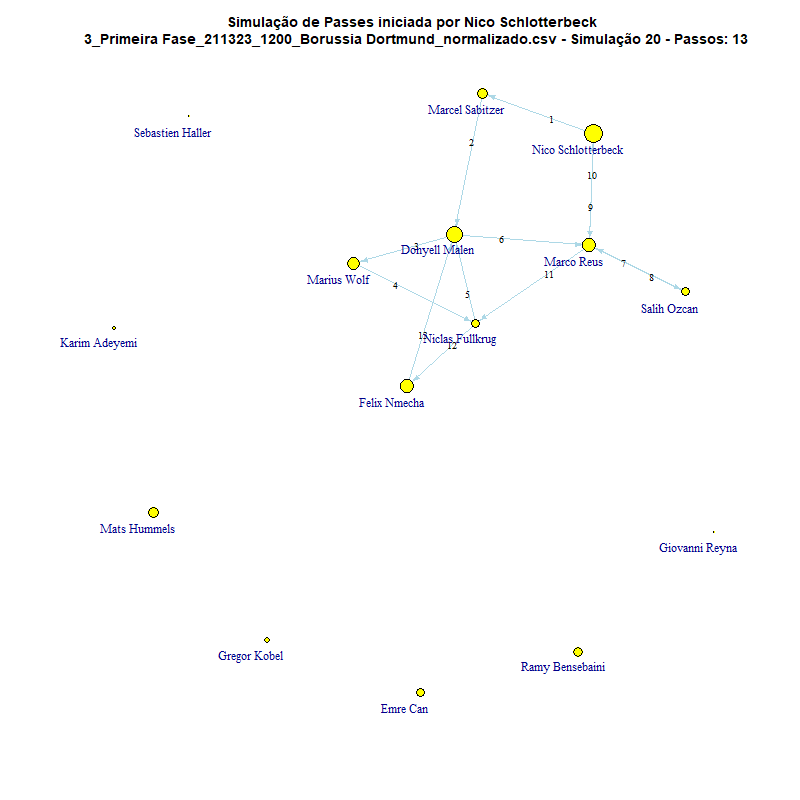 Simulação de Passes iniciada por Nico Schlotterbeck
3_Primeira Fase_211323_1200_Borussia Dortmund_normalizado.csv - Simulação 20 - Passos: 13
Marcel Sabitzer
1
Sebastien Haller
2
Nico Schlotterbeck
10
9
6
3
Donyell Malen
Marco Reus
7
11
8
Marius Wolf
4
5
Salih Ozcan
13
Niclas Fullkrug
12
Karim Adeyemi
Felix Nmecha
Mats Hummels
Giovanni Reyna
Gregor Kobel
Ramy Bensebaini
Emre Can